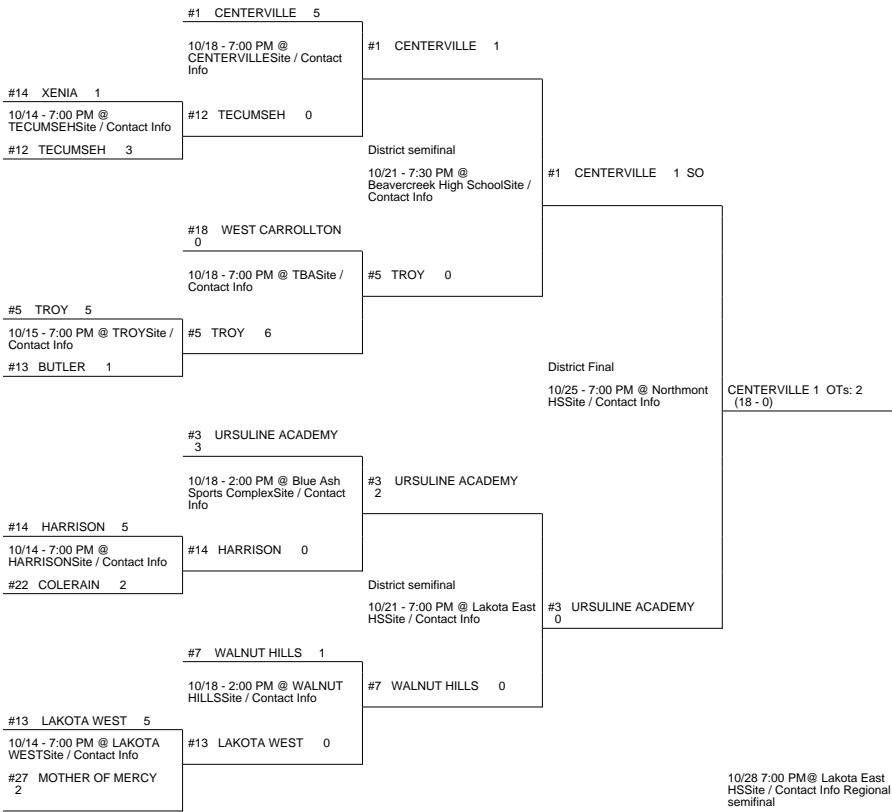 #1 CENTERVILLE 5
10/18 - 7:00 PM @
CENTERVILLESite / Contact
Info
#1 CENTERVILLE 1
#14 XENIA 1
10/14 - 7:00 PM @
TECUMSEHSite / Contact Info
#12 TECUMSEH 0
#12 TECUMSEH 3
District semifinal
10/21 - 7:30 PM @
Beavercreek High SchoolSite /
Contact Info
#1 CENTERVILLE 1 SO
#18 WEST CARROLLTON
0
10/18 - 7:00 PM @ TBASite /
Contact Info
#5 TROY 0
#5 TROY 5
10/15 - 7:00 PM @ TROYSite /
Contact Info
#5 TROY 6
#13 BUTLER 1
District Final
10/25 - 7:00 PM @ Northmont
HSSite / Contact Info
CENTERVILLE 1 OTs: 2
(18 - 0)
#3 URSULINE ACADEMY
3
10/18 - 2:00 PM @ Blue Ash
Sports ComplexSite / Contact
Info
#3 URSULINE ACADEMY
2
#14 HARRISON 5
10/14 - 7:00 PM @
HARRISONSite / Contact Info
#14 HARRISON 0
#22 COLERAIN 2
District semifinal
10/21 - 7:00 PM @ Lakota East
HSSite / Contact Info
#3 URSULINE ACADEMY
0
#7 WALNUT HILLS 1
10/18 - 2:00 PM @ WALNUT
HILLSSite / Contact Info
#7 WALNUT HILLS 0
#13 LAKOTA WEST 5
10/14 - 7:00 PM @ LAKOTA
WESTSite / Contact Info
#13 LAKOTA WEST 0
#27 MOTHER OF MERCY
2
10/28 7:00 PM@ Lakota East
HSSite / Contact Info Regional
semifinal